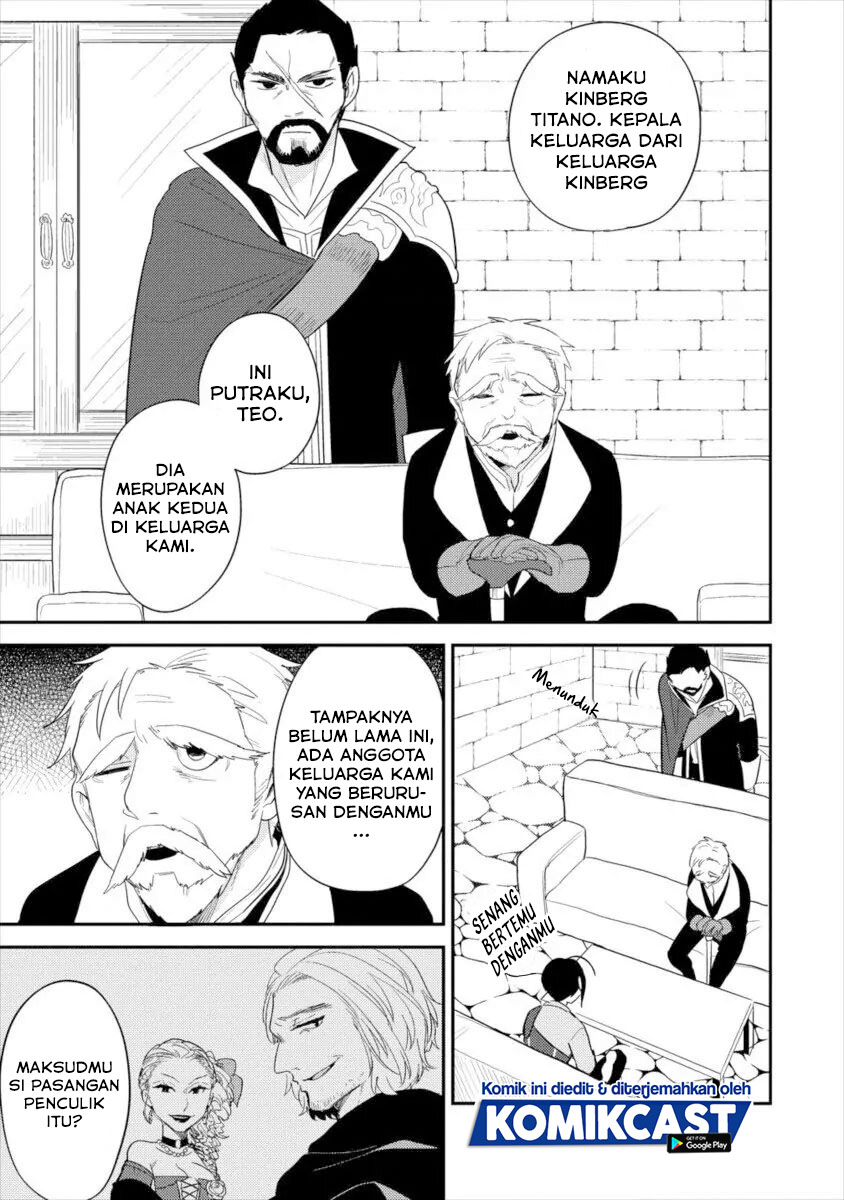 NAMAKU
KINBERG
TITANO. KEPALA
KELUARGA DARI
KELUARGA
KINBERG
INI
PUTRAKU,
TEO.
DIA
MERUPAKAN
ANAK KEDUA
DI KELUARGA
KAMI.
Menunduk
SENANG
BERTEMU
DENGANMU
TAMPAKNYA
BELUM LAMA INI,
ADA ANGGOTA
KELUARGA KAMI
YANG BERURU-
SAN DENGANMU
...
MAKSUDMU
SI PASANGAN
PENCULIK
ITU?
Komik ini diedit & diterjemahkan oleh
KOMIKCAST
GET IT ON
Google Play